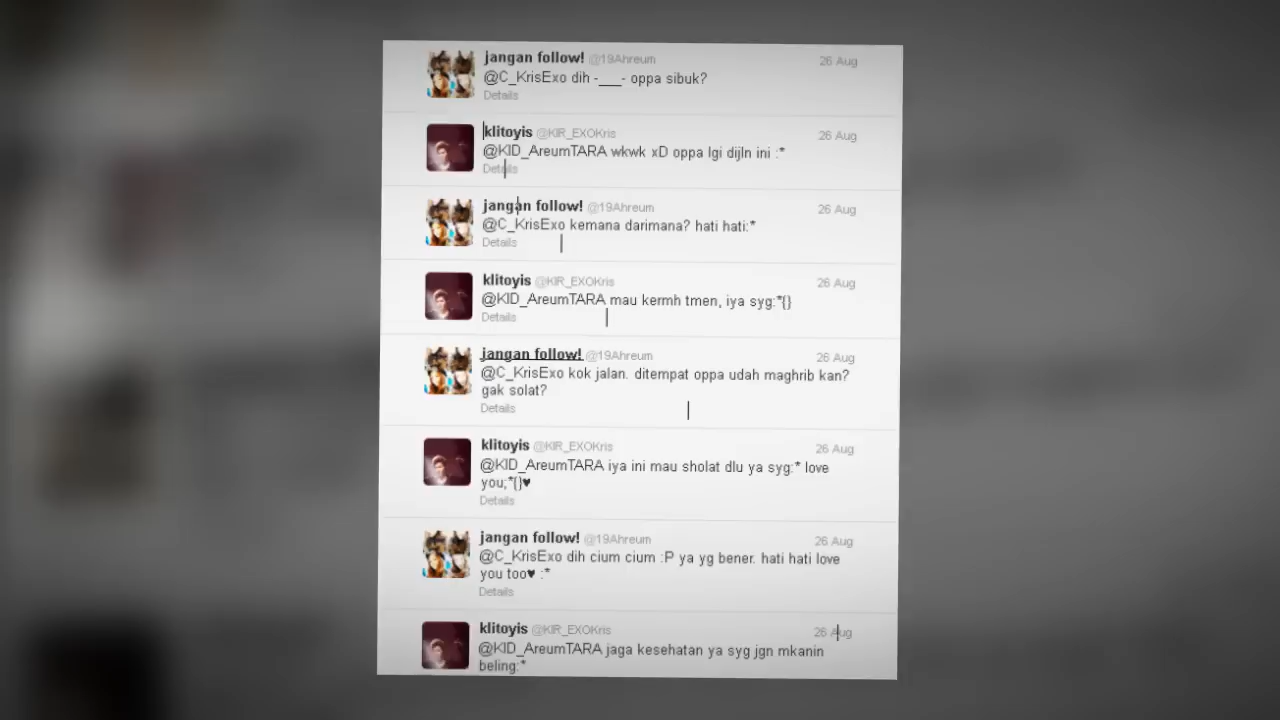 jangan follow! @19Ahreum 26 Aug
@C_KrisExo dih -___- oppa sibuk?
Details
klitoyis @KIR_EXOKris 26 Aug
@KID_AreumTARA wkwk xD oppa lgi dijln ini :*
Details
jangan follow! @19Ahreum 26 Aug
@C_KrisExo kemana darimana? hati hati:*
Details
klitoyis @KIR_EXOKris 26 Aug
@KID_AreumTARA mau kermh tmen, iya syg:*{}
Details
jangan follow! @19Ahreum 26 Aug
@C_KrisExo kok jalan. ditempat oppa udah maghrib kan?
gak solat?
Details
klitoyis @KIR_EXOKris 26 Aug
@KID_AreumTARA iya ini mau sholat dlu ya syg:* love
you;*{}♥
Details
jangan follow! @19Ahreum 26 Aug
@C_KrisExo dih cium cium :P ya yg bener. hati hati love
you too♥ :*
Details
klitoyis @KIR_EXOKris 26 Aug
@KID_AreumTARA jaga kesehatan ya syg jgn mkanin
beling:*